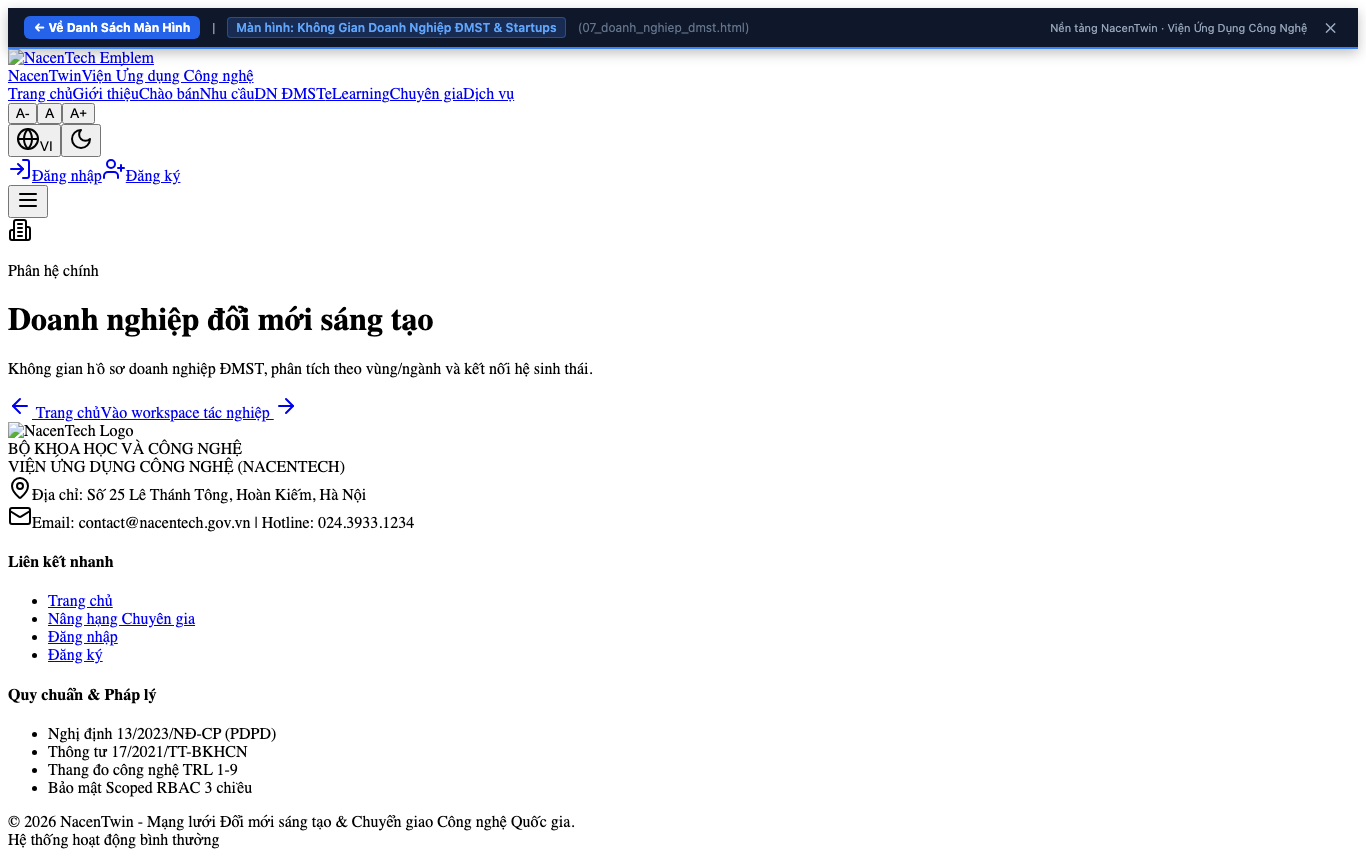 ← Về Danh Sách Màn Hình | Màn hình: Không Gian Doanh Nghiệp ĐMST & Startups (07_doanh_nghiep_dmst.html) Nền tảng NacenTwin · Viện Ứng Dụng Công Nghệ ✕
NacenTech Emblem
NacenTwinViện Ứng dụng Công nghệ
Trang chủGiới thiệuChào bánNhu cầuDN ĐMSTeLearningChuyên giaDịch vụ
A- A A+
VI
Đăng nhậpĐăng ký
Phân hệ chính
Doanh nghiệp đổi mới sáng tạo
Không gian hồ sơ doanh nghiệp ĐMST, phân tích theo vùng/ngành và kết nối hệ sinh thái.
Trang chủVào workspace tác nghiệp
NacenTech Logo
BỘ KHOA HỌC VÀ CÔNG NGHỆ
VIỆN ỨNG DỤNG CÔNG NGHỆ (NACENTECH)
Địa chỉ: Số 25 Lê Thánh Tông, Hoàn Kiếm, Hà Nội
Email: contact@nacentech.gov.vn | Hotline: 024.3933.1234
Liên kết nhanh
Trang chủ
Nâng hạng Chuyên gia
Đăng nhập
Đăng ký
Quy chuẩn & Pháp lý
Nghị định 13/2023/NĐ-CP (PDPD)
Thông tư 17/2021/TT-BKHCN
Thang đo công nghệ TRL 1-9
Bảo mật Scoped RBAC 3 chiều
© 2026 NacenTwin - Mạng lưới Đổi mới sáng tạo & Chuyển giao Công nghệ Quốc gia.
Hệ thống hoạt động bình thường